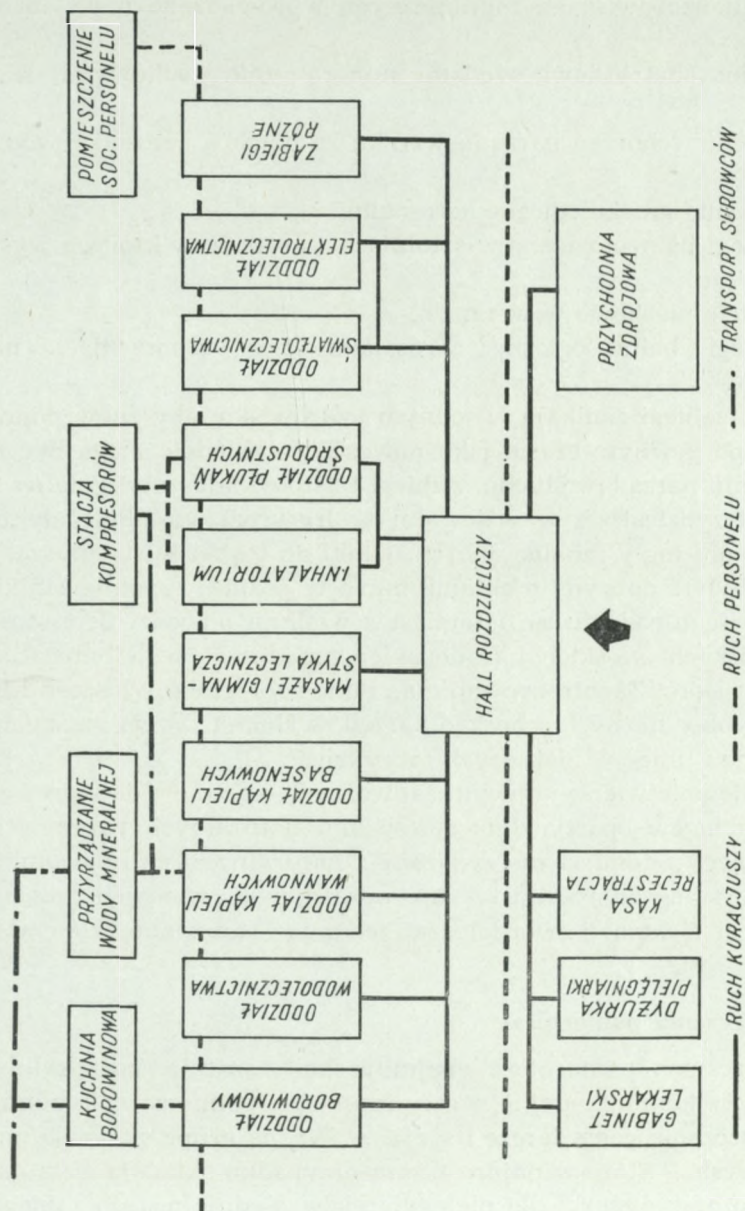 KUCHNIA
BOROWINOWA
PRZYRZĄDZANIE
WODY MINERALNEJ
STACJA
KOMPRESORÓW
POMIESZCZENIE
SOC. PERSONELU
ODDZIAŁ
BOROWINOWY
ODDZIAŁ
WODOLECZNICTWA
ODDZIAŁ KĄPIELI
WANNOWYCH
ODDZIAŁ KĄPIELI
BASENOWYCH
MASAŻE I GIMNA-
STYKA LECZNICZA
INHALATORIUM
ODDZIAŁ PŁUKAŃ
ŚRÓDUSTNYCH
ODDZIAŁ
ŚWIATŁOLECZNICTWA
ODDZIAŁ
ELEKTROLECZNICTWA
ZABIEGI
RÓŻNE
HALL ROZDZIELCZY
GABINET
LEKARSKI
DYŻURKA
PIELĘGNIARKI
KASA,
REJESTRACJA
PRZYCHODNIA
ZDROJOWA
RUCH KURACJUSZY
RUCH PERSONELU
TRANSPORT SUROWCÓW